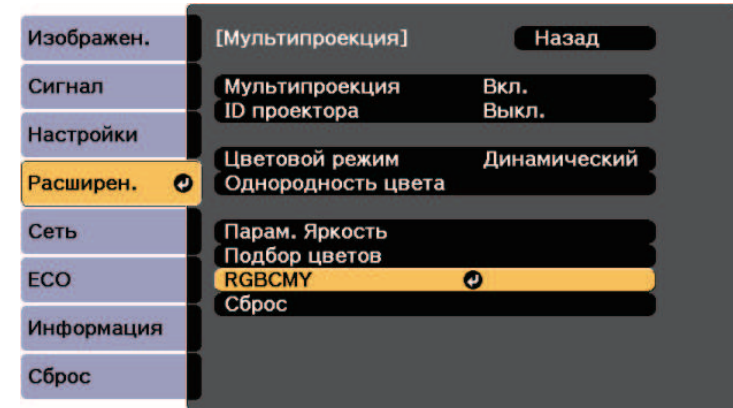 Изображен.
Сигнал
Настройки
Расширен.
Сеть
ECO
Информация
Сброс
[Мультипроекция] Назад
Мультипроекция Вкл.
ID проектора Выкл.
Цветовой режим Динамический
Однородность цвета
Парам. Яркость
Подбор цветов
RGBCMY
Сброс